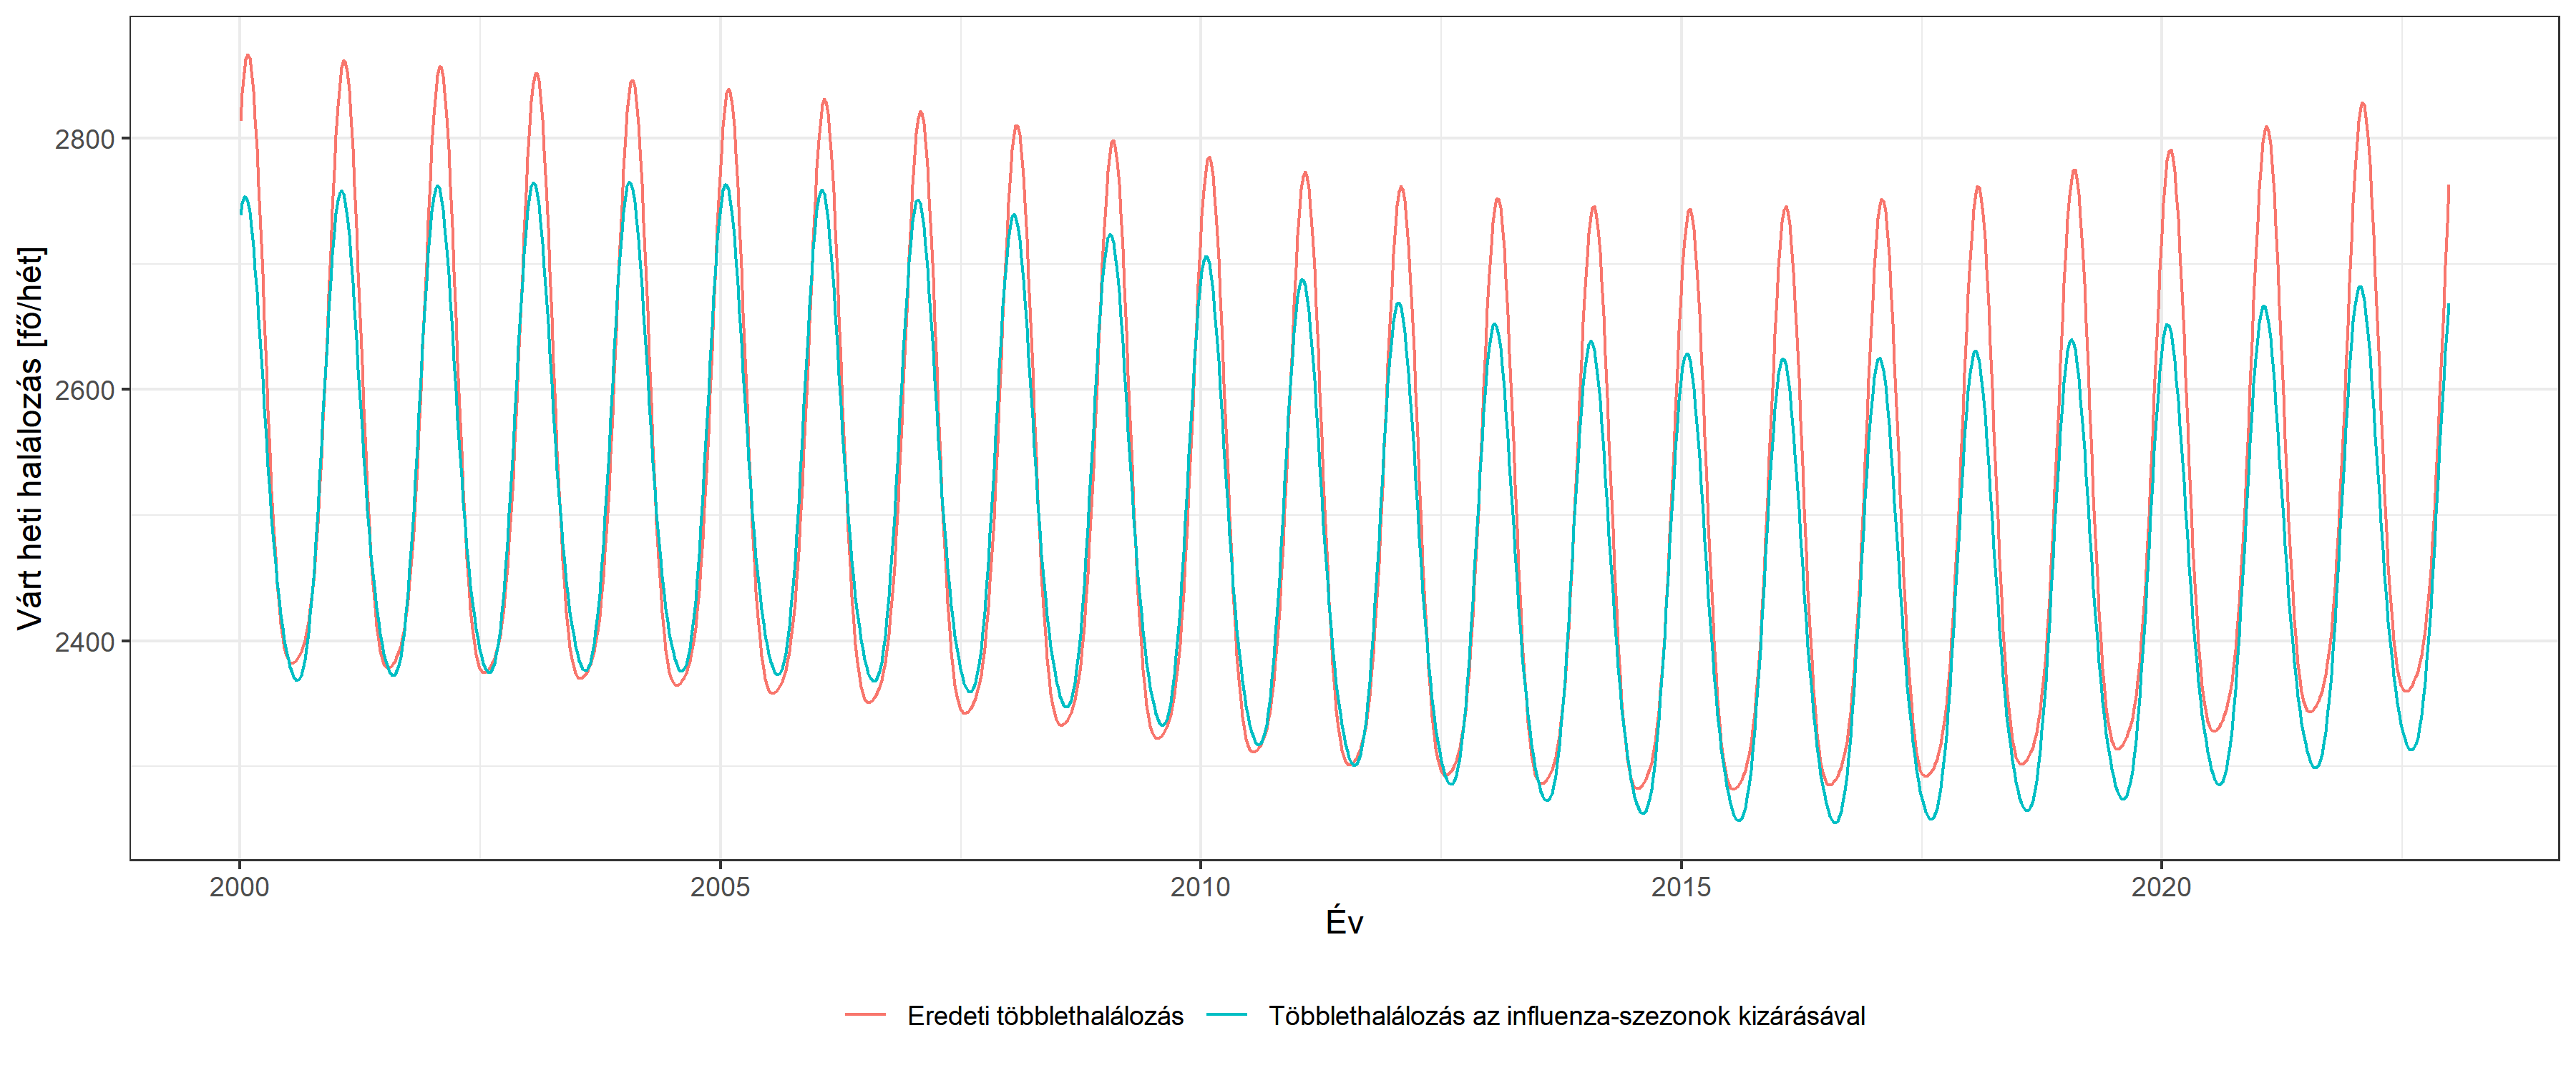 Várt heti halálozás [fő/hét]
2800
2600
2400
2000 2005 2010 2015 2020
Év
Eredeti többlethalálozás Többlethalálozás az influenza-szezonok kizárásával